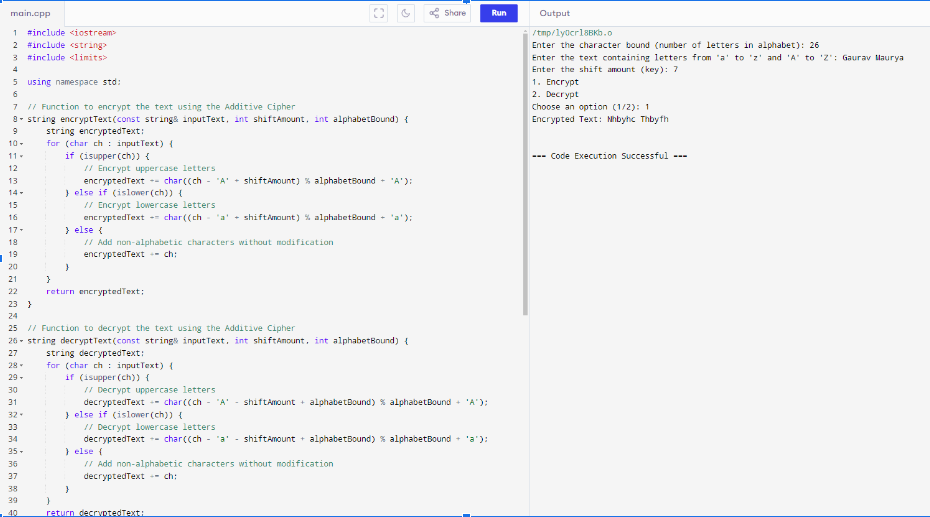 main.cpp
Share
Run
Output
1 #include <iostream>
2 #include <string>
3 #include <limits>
4
5 using namespace std;
6
7 // Function to encrypt the text using the Additive Cipher
8 string encryptText(const string& inputText, int shiftAmount, int alphabetBound) {
9 string encryptedText;
10 for (char ch : inputText) {
11 if (isupper(ch)) {
12 // Encrypt uppercase letters
13 encryptedText += char((ch - 'A' + shiftAmount) % alphabetBound + 'A');
14 } else if (islower(ch)) {
15 // Encrypt lowercase letters
16 encryptedText += char((ch - 'a' + shiftAmount) % alphabetBound + 'a');
17 } else {
18 // Add non-alphabetic characters without modification
19 encryptedText += ch;
20 }
21 }
22 return encryptedText;
23 }
24
25 // Function to decrypt the text using the Additive Cipher
26 string decryptText(const string& inputText, int shiftAmount, int alphabetBound) {
27 string decryptedText;
28 for (char ch : inputText) {
29 if (isupper(ch)) {
30 // Decrypt uppercase letters
31 decryptedText += char((ch - 'A' - shiftAmount + alphabetBound) % alphabetBound + 'A');
32 } else if (islower(ch)) {
33 // Decrypt lowercase letters
34 decryptedText += char((ch - 'a' - shiftAmount + alphabetBound) % alphabetBound + 'a');
35 } else {
36 // Add non-alphabetic characters without modification
37 decryptedText += ch;
38 }
39 }
40 return decryptedText;
/tmp/lyOcrl8BKb.o
Enter the character bound (number of letters in alphabet): 26
Enter the text containing letters from 'a' to 'z' and 'A' to 'Z': Gaurav Maurya
Enter the shift amount (key): 7
1. Encrypt
2. Decrypt
Choose an option (1/2): 1
Encrypted Text: Nhbyhc Thbyfh
=== Code Execution Successful ===